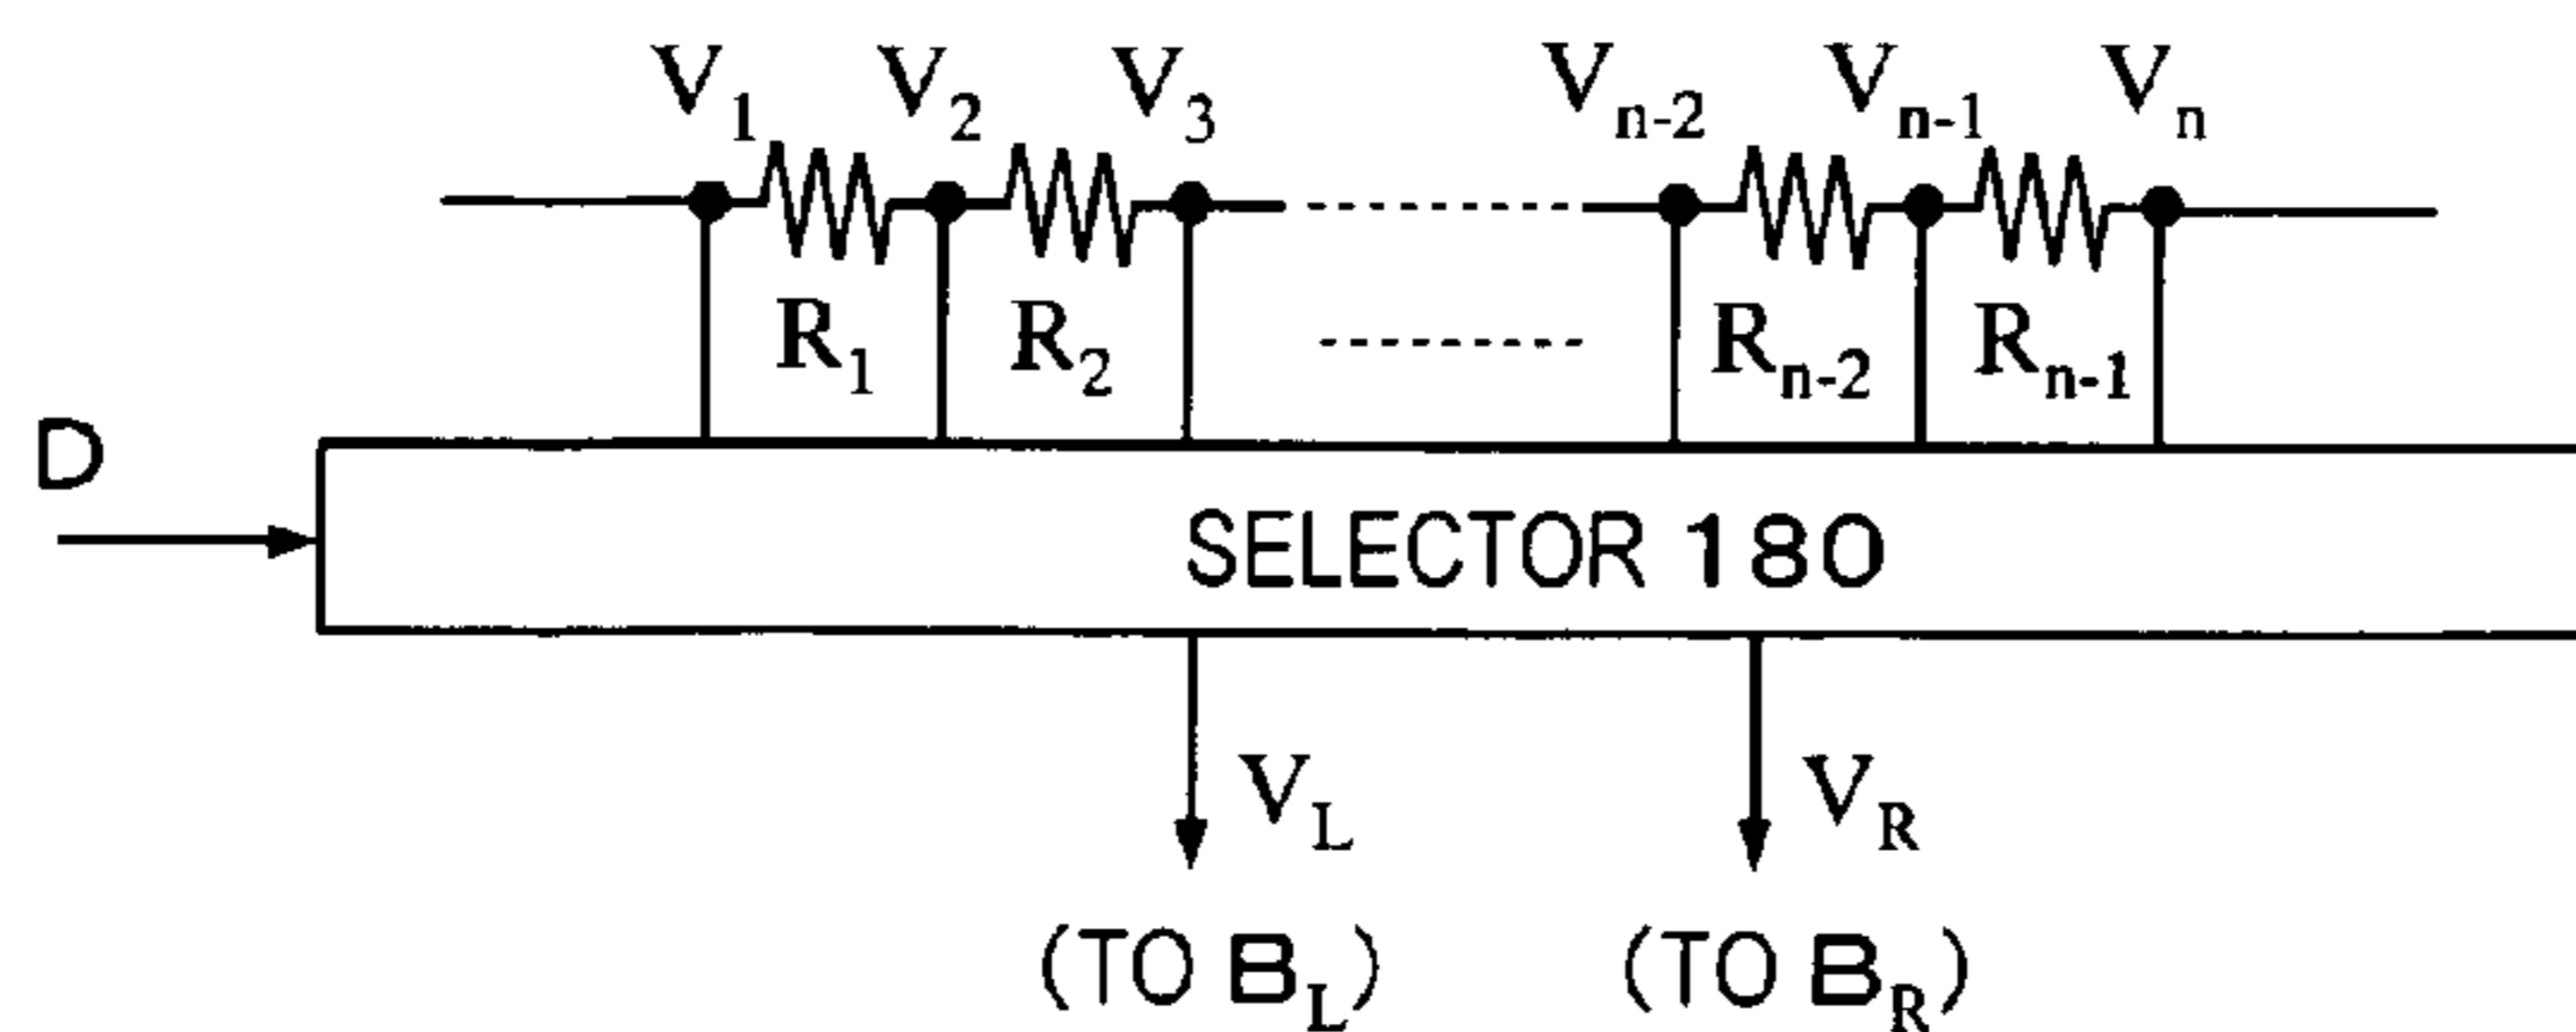 V1 V2 V3 Vn-2 Vn-1 Vn
R1 R2 Rn-2 Rn-1
D
SELECTOR 180
VL VR
(TO BL) (TO BR)